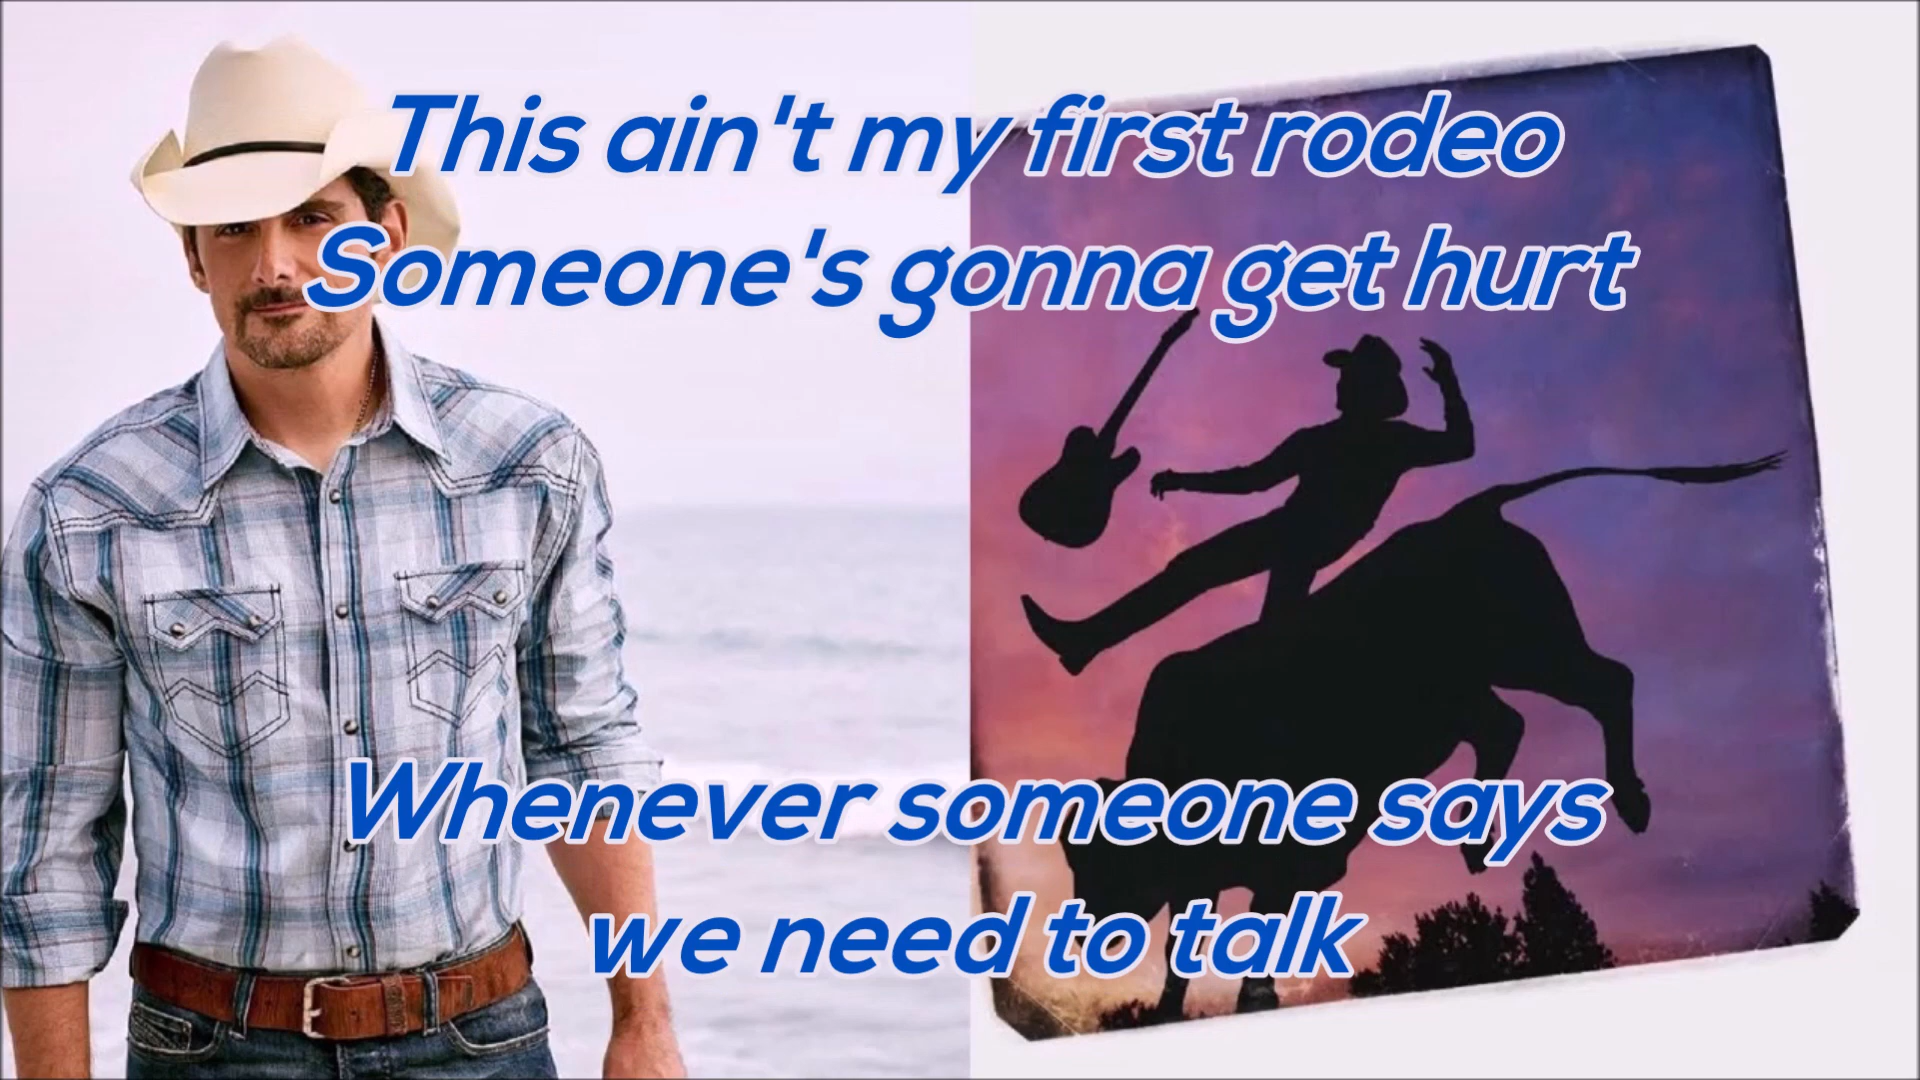 This ain't my first rodeo
Someone's gonna get hurt
Whenever someone says
we need to talk